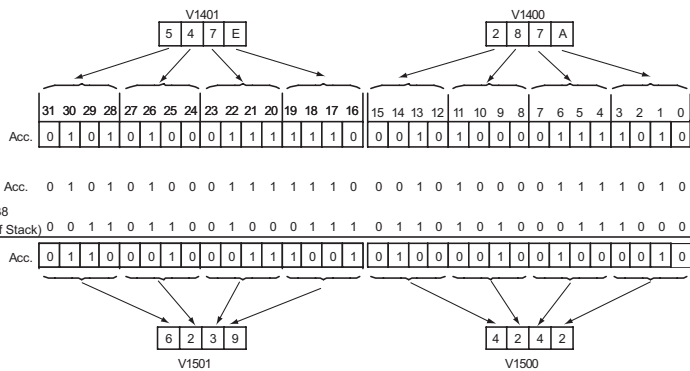 V1401 V1400
5 4 7 E 2 8 7 A
31 30 29 28 27 26 25 24 23 22 21 20 19 18 17 16 15 14 13 12 11 10 9 8 7 6 5 4 3 2 1 0
Acc. 0 1 0 1 0 1 0 0 0 1 1 1 1 1 1 0 0 0 1 0 1 0 0 0 0 1 1 1 1 0 1 0
Acc. 0 1 0 1 0 1 0 0 0 1 1 1 1 1 1 0 0 0 1 0 1 0 0 0 0 1 1 1 1 0 1 0
38
f Stack) 0 0 1 1 0 1 1 0 0 1 0 0 0 1 1 1 0 1 1 0 1 0 1 0 0 0 1 1 1 0 0 0
Acc. 0 1 1 0 0 0 1 0 0 0 1 1 1 0 0 1 0 1 0 0 0 0 1 0 0 1 0 0 0 0 1 0
6 2 3 9 4 2 4 2
V1501 V1500